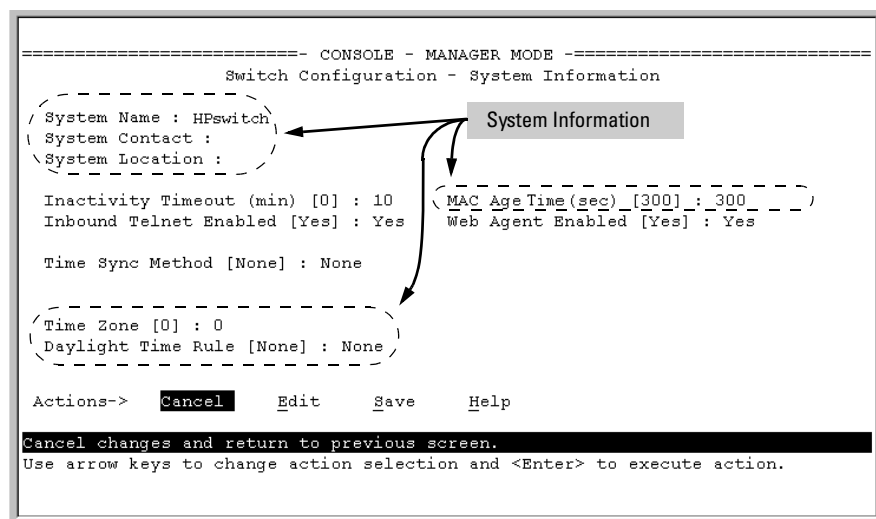 ==========================- CONSOLE - MANAGER MODE -============================
Switch Configuration - System Information
System Name : HPswitch
System Contact :
System Location :
System Information
Inactivity Timeout (min) [0] : 10 MAC Age Time(sec) [300] : 300
Inbound Telnet Enabled [Yes] : Yes Web Agent Enabled [Yes] : Yes
Time Sync Method [None] : None
Time Zone [0] : 0
Daylight Time Rule [None] : None
Actions-> Cancel Edit Save Help
Cancel changes and return to previous screen.
Use arrow keys to change action selection and <Enter> to execute action.